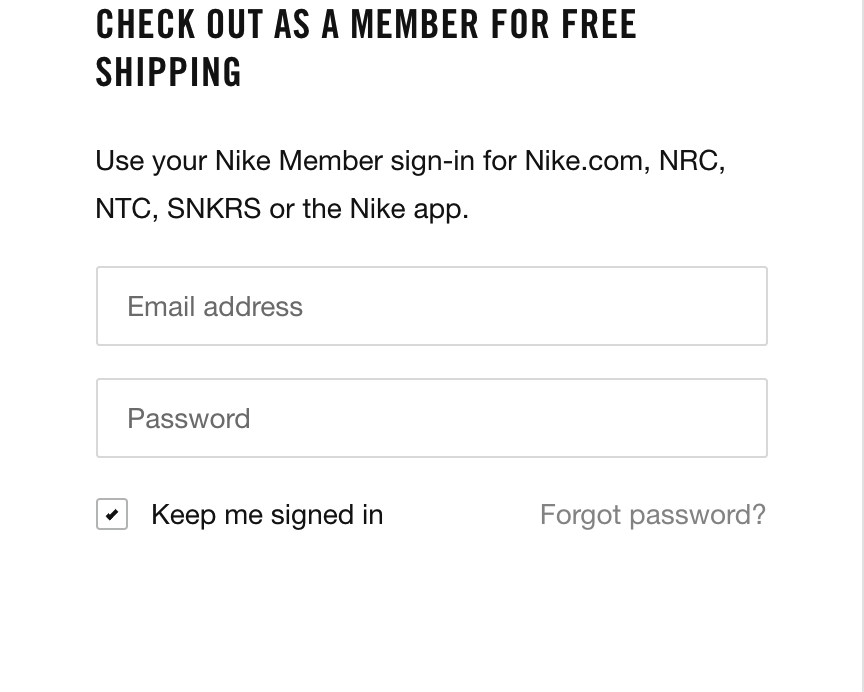 CHECK OUT AS A MEMBER FOR FREE
SHIPPING
Use your Nike Member sign-in for Nike.com, NRC,
NTC, SNKRS or the Nike app.
Email address
Password
Keep me signed in Forgot password?